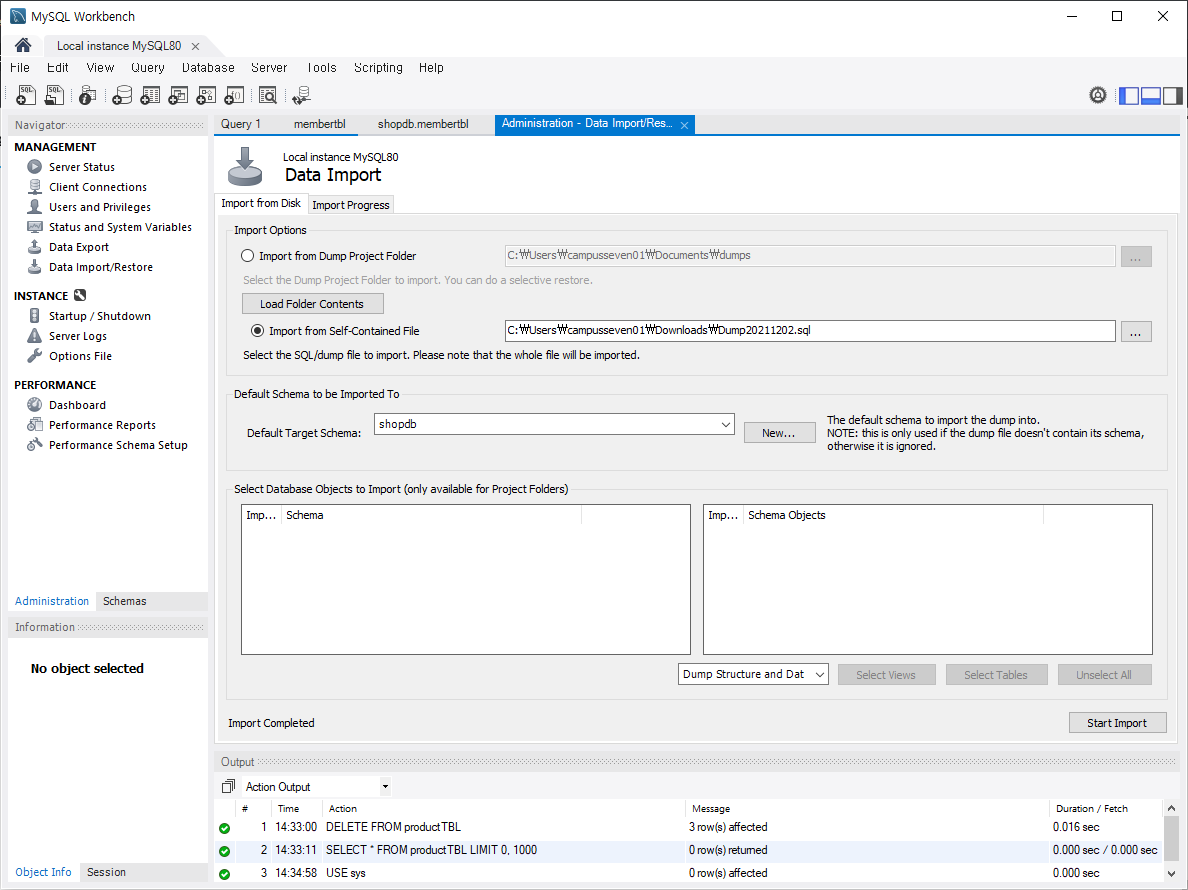 MySQL Workbench
Local instance MySQL80
File Edit View Query Database Server Tools Scripting Help
Navigator
MANAGEMENT
Server Status
Client Connections
Users and Privileges
Status and System Variables
Data Export
Data Import/Restore
INSTANCE
Startup / Shutdown
Server Logs
Options File
PERFORMANCE
Dashboard
Performance Reports
Performance Schema Setup
Administration Schemas
Information
No object selected
Object Info Session
Query 1 membertbl shopdb.membertbl Administration - Data Import/Res...
Local instance MySQL80
Data Import
Import from Disk Import Progress
Import Options
Import from Dump Project Folder C:₩Users₩campusseven01₩Documents₩dumps ...
Select the Dump Project Folder to import. You can do a selective restore.
Load Folder Contents
Import from Self-Contained File C:₩Users₩campusseven01₩Downloads₩Dump20211202.sql ...
Select the SQL/dump file to import. Please note that the whole file will be imported.
Default Schema to be Imported To
Default Target Schema: shopdb New...
The default schema to import the dump into.
NOTE: this is only used if the dump file doesn't contain its schema,
otherwise it is ignored.
Select Database Objects to Import (only available for Project Folders)
Imp... Schema Imp... Schema Objects
Dump Structure and Dat Select Views Select Tables Unselect All
Import Completed Start Import
Output
Action Output
# Time Action Message Duration / Fetch
1 14:33:00 DELETE FROM productTBL 3 row(s) affected 0.016 sec
2 14:33:11 SELECT * FROM productTBL LIMIT 0, 1000 0 row(s) returned 0.000 sec / 0.000 sec
3 14:34:58 USE sys 0 row(s) affected 0.000 sec